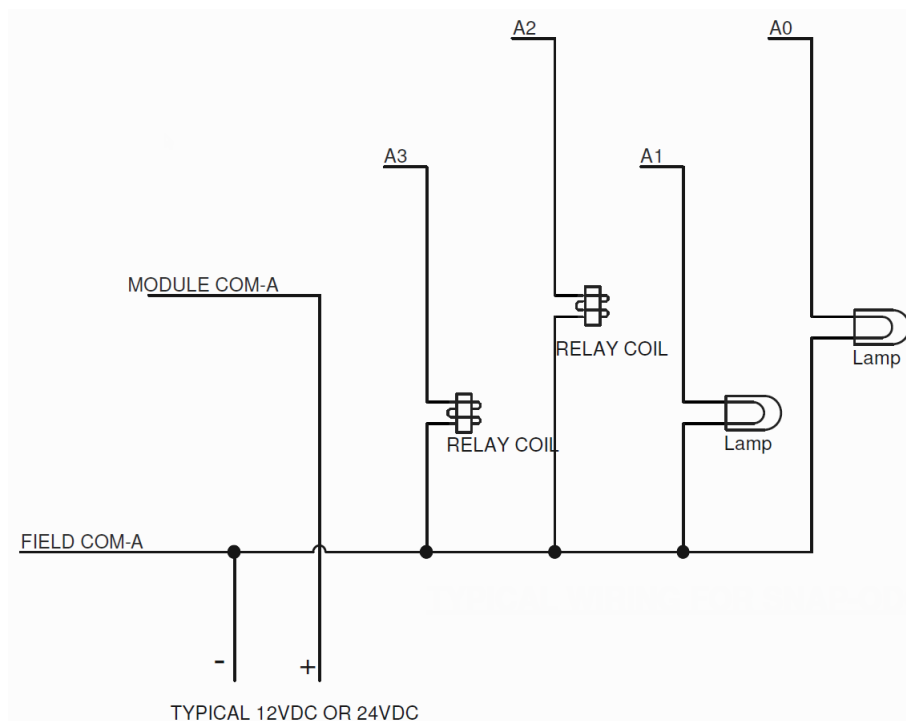 A2
A0
A3
A1
MODULE COM-A
RELAY COIL
Lamp
RELAY COIL
Lamp
FIELD COM-A
- +
TYPICAL 12VDC OR 24VDC